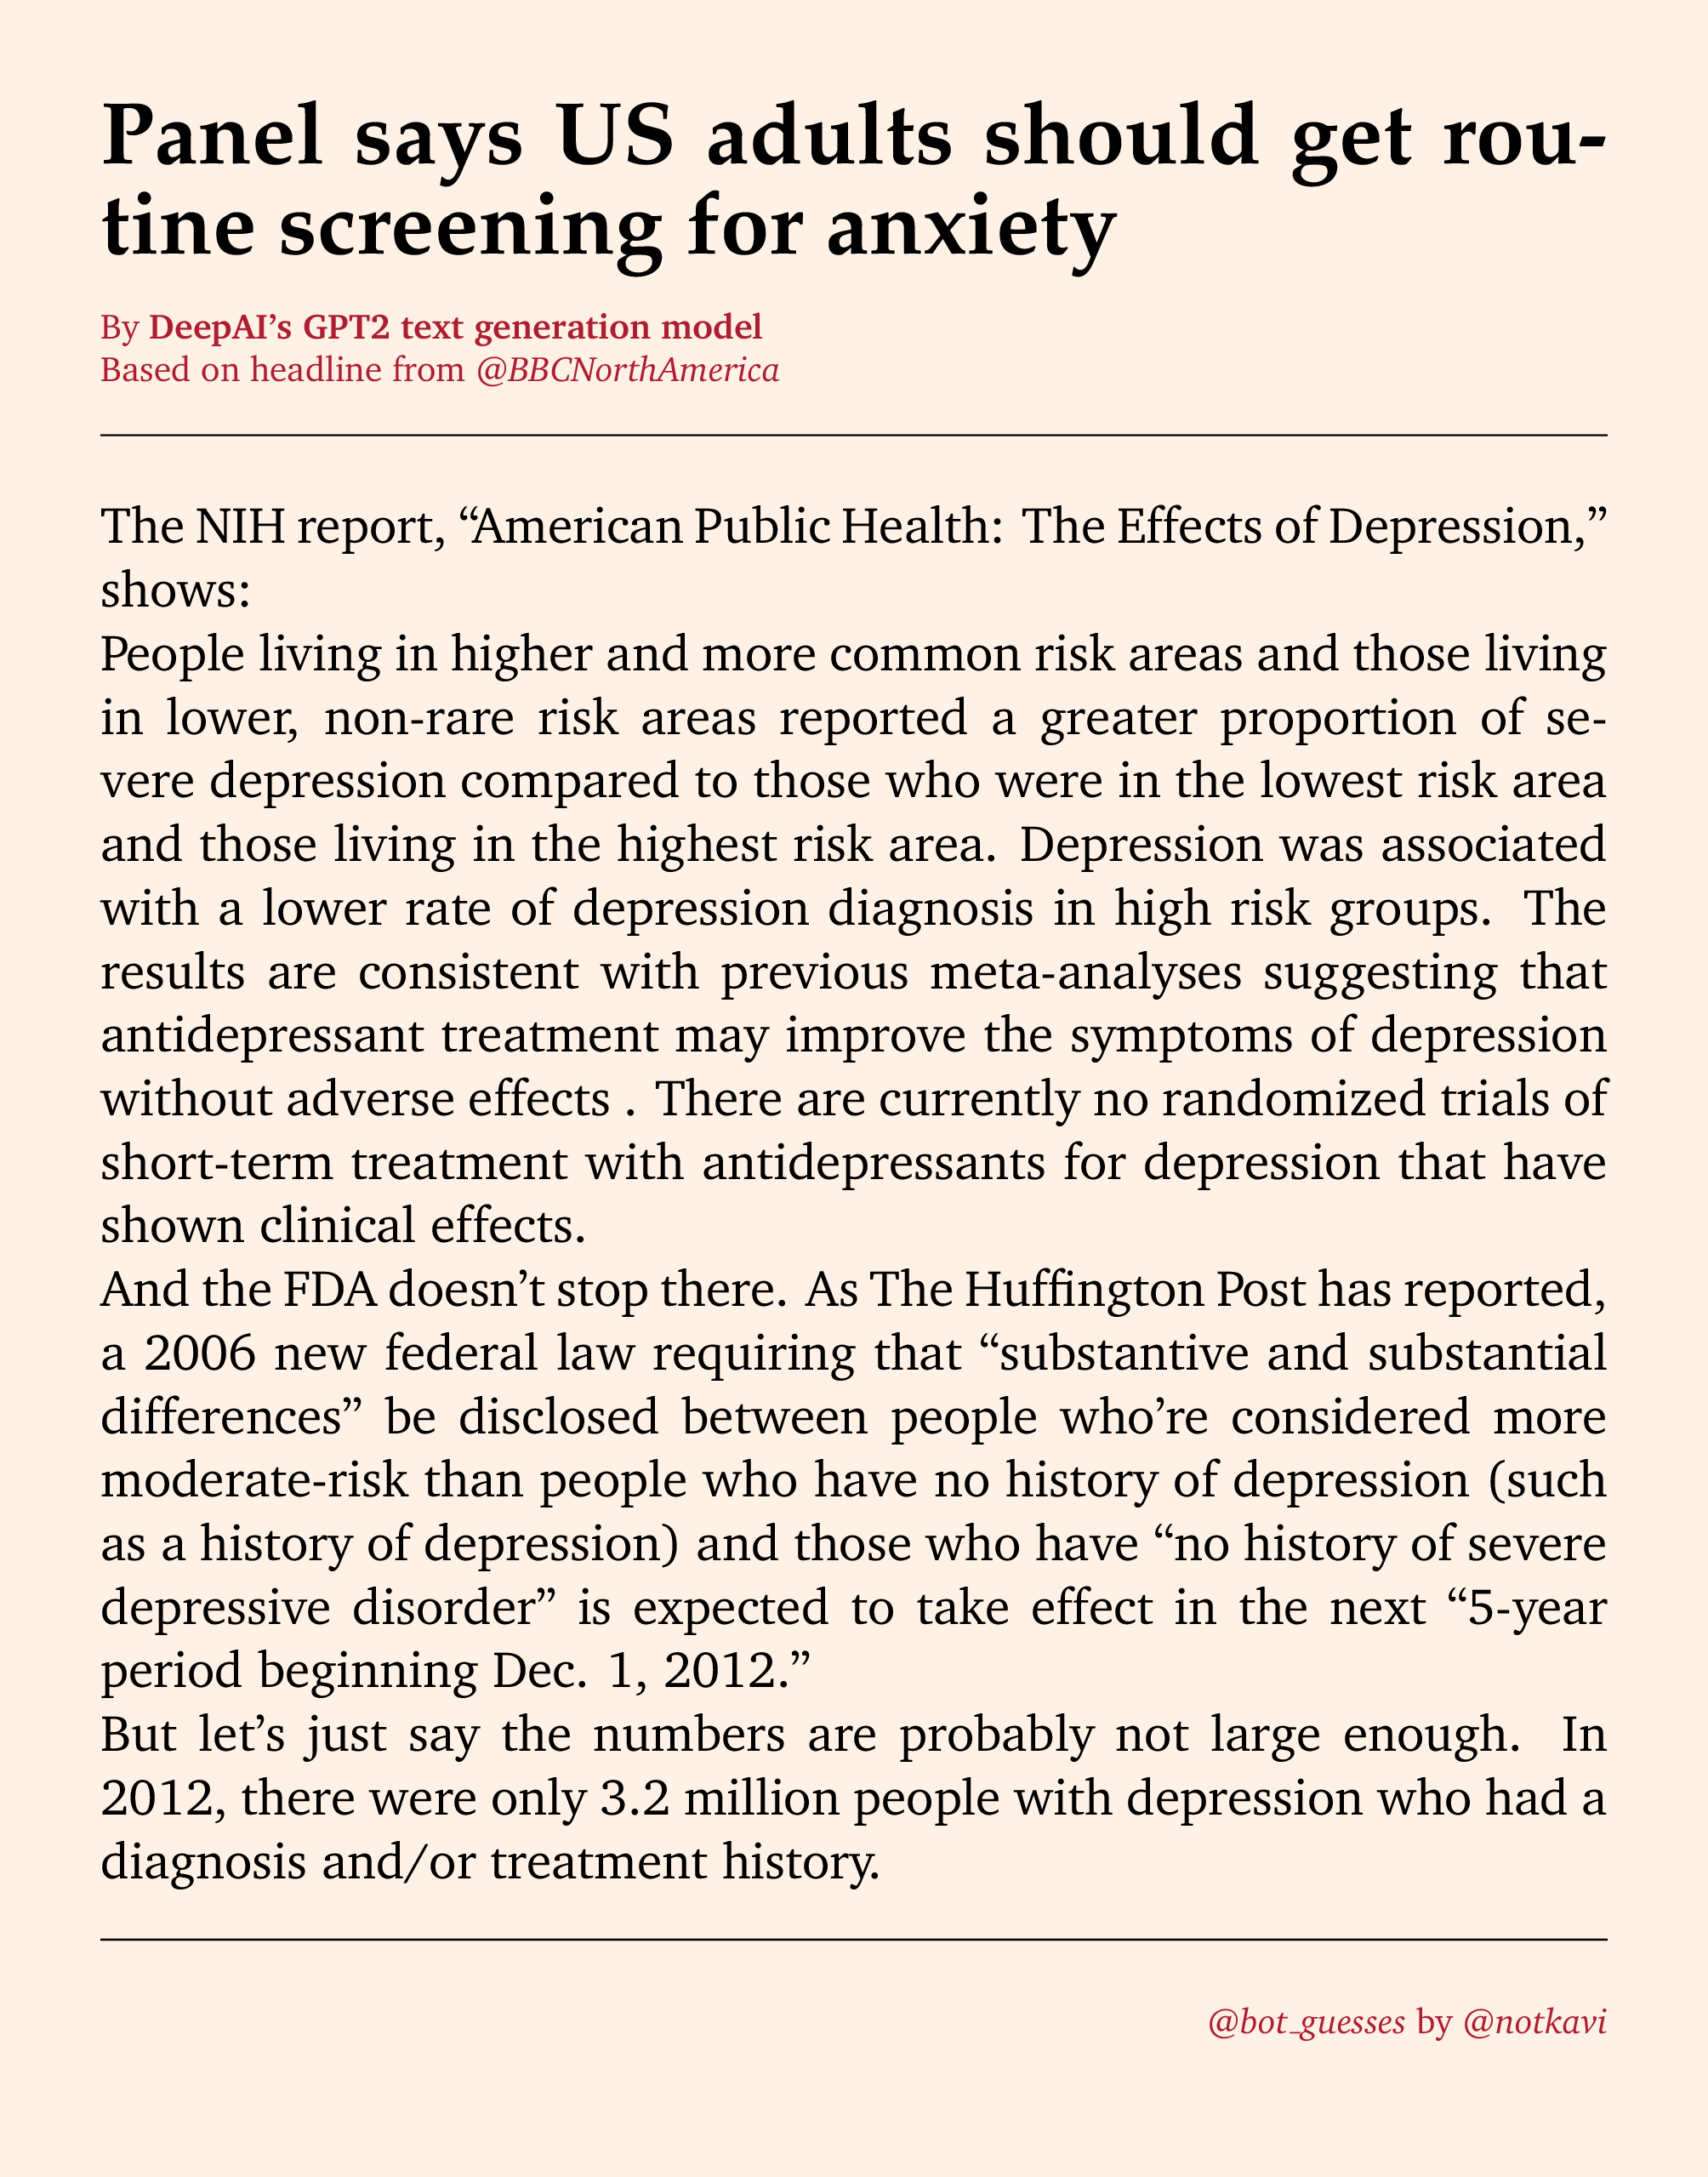 Panel says US adults should get rou-
tine screening for anxiety
By DeepAI’s GPT2 text generation model
Based on headline from @BBCNorthAmerica
The NIH report, “American Public Health: The Effects of Depression,”
shows:
People living in higher and more common risk areas and those living
in lower, non-rare risk areas reported a greater proportion of se-
vere depression compared to those who were in the lowest risk area
and those living in the highest risk area. Depression was associated
with a lower rate of depression diagnosis in high risk groups. The
results are consistent with previous meta-analyses suggesting that
antidepressant treatment may improve the symptoms of depression
without adverse effects . There are currently no randomized trials of
short-term treatment with antidepressants for depression that have
shown clinical effects.
And the FDA doesn’t stop there. As The Huffington Post has reported,
a 2006 new federal law requiring that “substantive and substantial
differences” be disclosed between people who’re considered more
moderate-risk than people who have no history of depression (such
as a history of depression) and those who have “no history of severe
depressive disorder” is expected to take effect in the next “5-year
period beginning Dec. 1, 2012.”
But let’s just say the numbers are probably not large enough. In
2012, there were only 3.2 million people with depression who had a
diagnosis and/or treatment history.
@bot_guesses by @notkavi